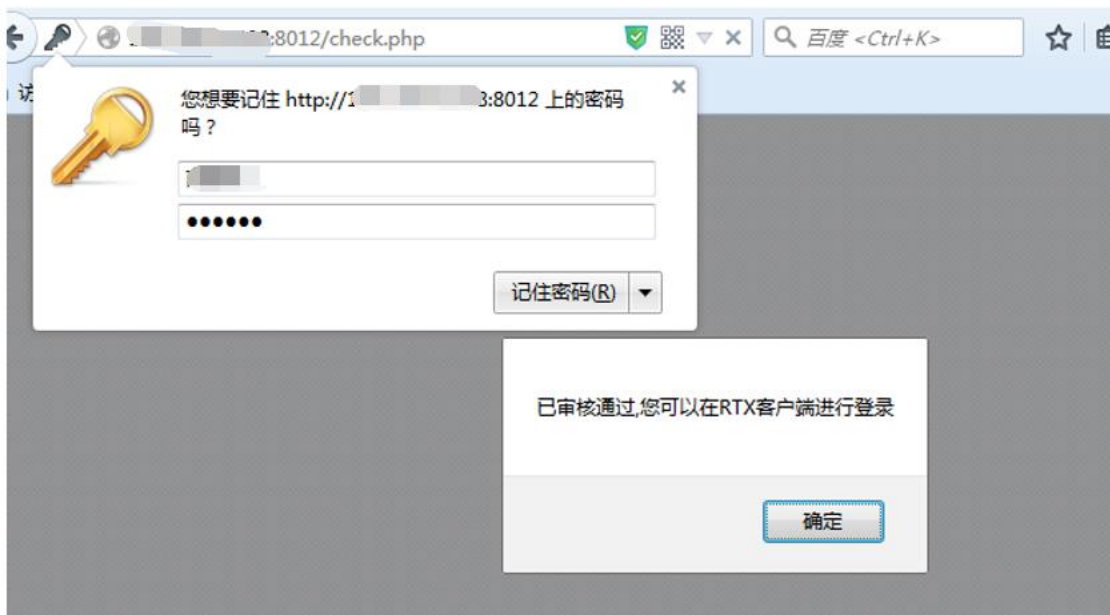 :8012/check.php
百度 <Ctrl+K>
访
您想要记住 http://1 :8012 上的密码
吗？
●●●●●●
记住密码(R)
已审核通过,您可以在RTX客户端进行登录
确定